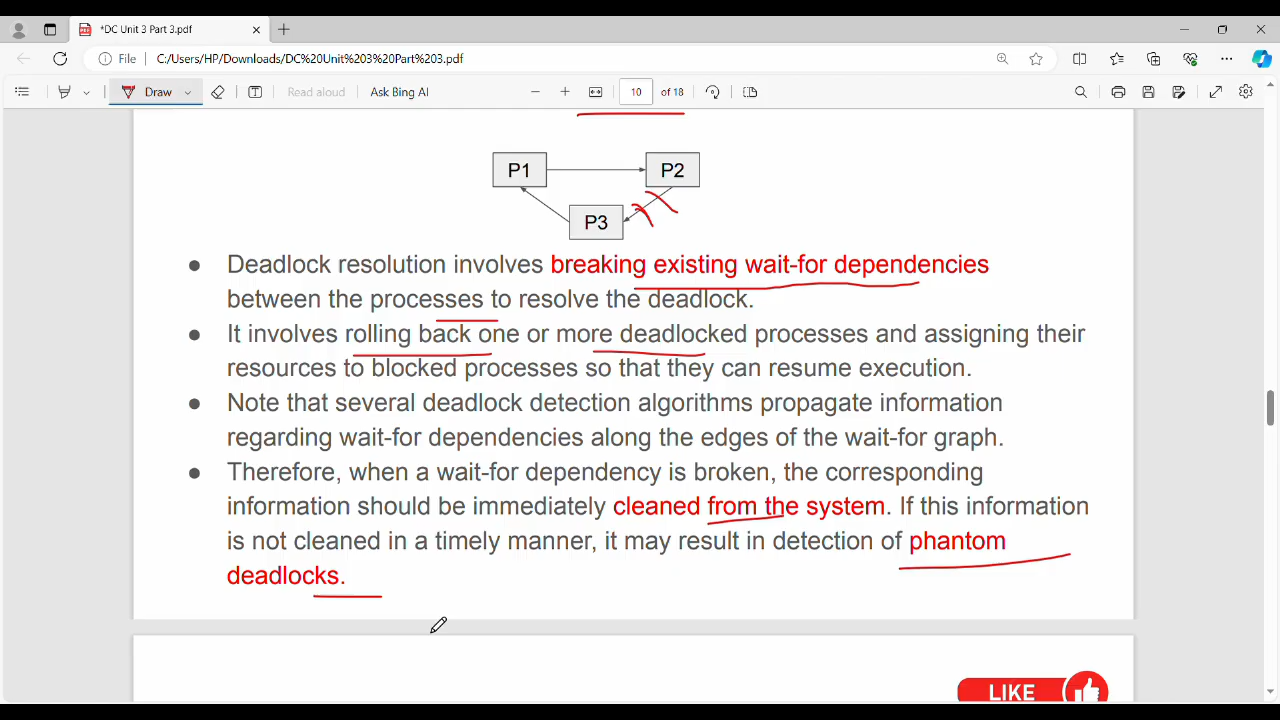 *DC Unit 3 Part 3.pdf
File C:/Users/HP/Downloads/DC%20Unit%203%20Part%203.pdf
Draw Read aloud Ask Bing AI 10 of 18
P1 P2
P3
● Deadlock resolution involves breaking existing wait-for dependencies
between the processes to resolve the deadlock.
● It involves rolling back one or more deadlocked processes and assigning their
resources to blocked processes so that they can resume execution.
● Note that several deadlock detection algorithms propagate information
regarding wait-for dependencies along the edges of the wait-for graph.
● Therefore, when a wait-for dependency is broken, the corresponding
information should be immediately cleaned from the system. If this information
is not cleaned in a timely manner, it may result in detection of phantom
deadlocks.
LIKE